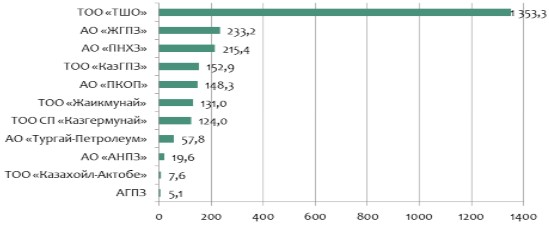 ТОО «ТШО» 1 353,3
АО «ЖГПЗ» 233,2
АО «ПНХЗ» 215,4
ТОО «КазГПЗ» 152,9
АО «ПКОП» 148,3
ТОО «Жаикмунай» 131,0
ТОО СП «Казгермунай» 124,0
АО «Тургай-Петролеум» 57,8
АО «АНПЗ» 19,6
ТОО «Казахойл-Актобе» 7,6
АГПЗ 5,1
0 200 400 600 800 1000 1200 1400